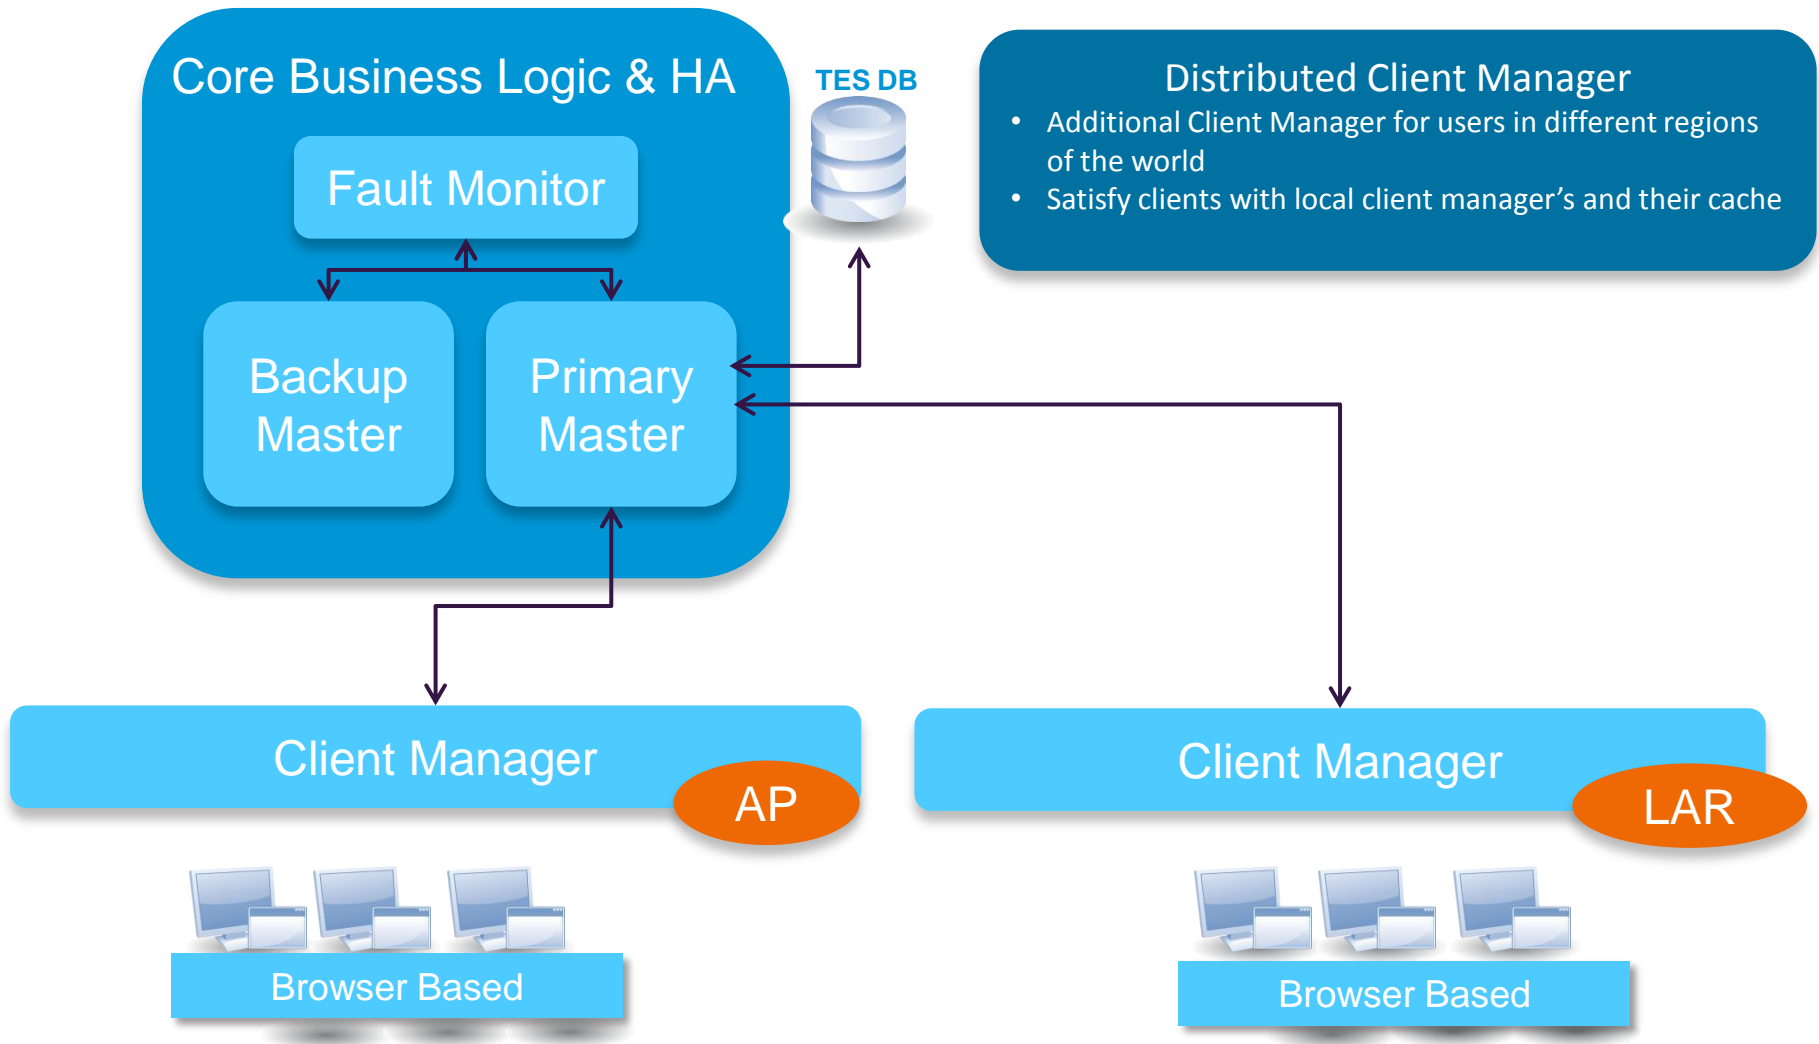 Core Business Logic & HA
TES DB
Fault Monitor
Backup
Master
Primary
Master
Distributed Client Manager
• Additional Client Manager for users in different regions
of the world
• Satisfy clients with local client manager’s and their cache
Client Manager
AP
Client Manager
LAR
Browser Based
Browser Based